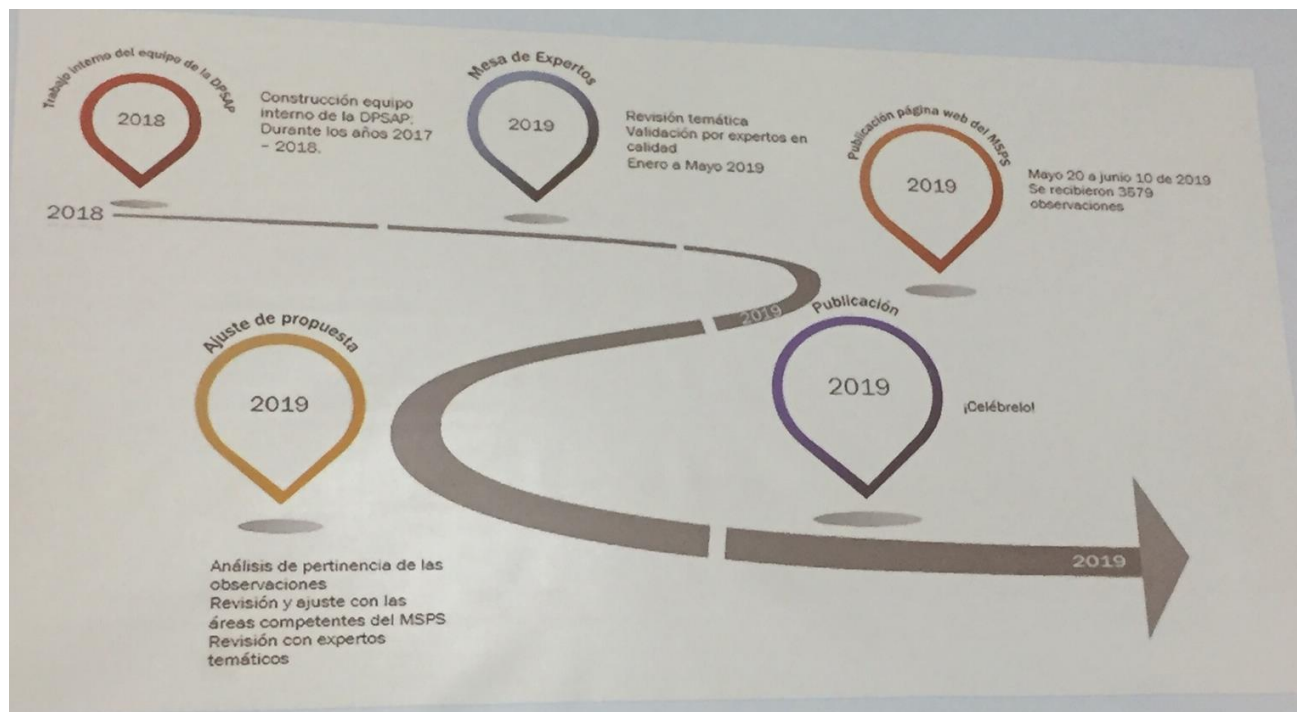 Trabajo interno del equipo de la DPSAP
2018
Construcción equipo
interno de la DPSAP;
Durante los años 2017
– 2018.
Mesa de Expertos
2019
Revisión temática
Validación por expertos en
calidad
Enero a Mayo 2019
Publicación página web del MSPS
2019
Mayo 20 a junio 10 de 2019
Se recibieron 3579
observaciones
2018
2019
Ajuste de propuesta
2019
Análisis de pertinencia de las
observaciones
Revisión y ajuste con las
áreas competentes del MSPS
Revisión con expertos
temáticos
Publicación
2019
¡Celébrelo!
2019